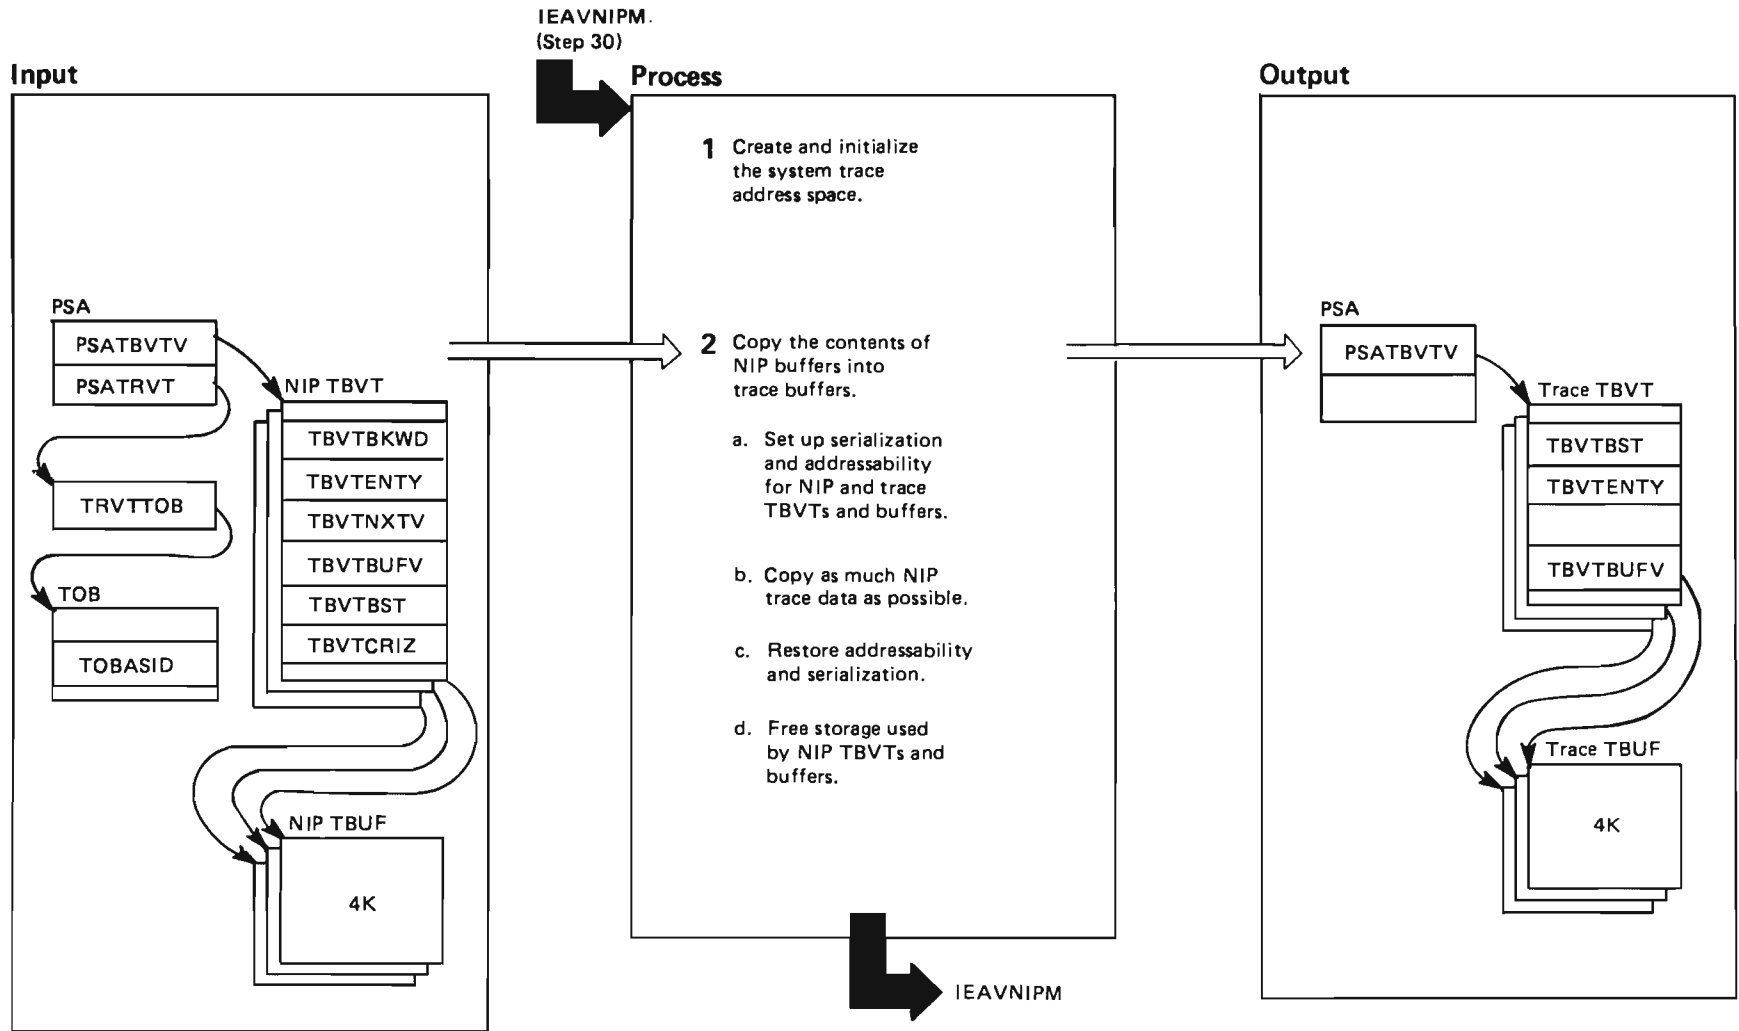 IEAVNIPM.
(Step 30)
Input
Process
Output
PSA
PSATBVTV
PSATRVT
NIP TBVT
TBVTBKWD
TBVTENTY
TBVTNXTV
TBVTBUFV
TBVTBST
TBVTCRIZ
TRVTTOB
TOB
TOBASID
NIP TBUF
4K
1 Create and initialize
the system trace
address space.
2 Copy the contents of
NIP buffers into
trace buffers.
a. Set up serialization
and addressability
for NIP and trace
TBVTs and buffers.
b. Copy as much NIP
trace data as possible.
c. Restore addressability
and serialization.
d. Free storage used
by NIP TBVTs and
buffers.
IEAVNIPM
PSA
PSATBVTV
Trace TBVT
TBVTBST
TBVTENTY
TBVTBUFV
Trace TBUF
4K